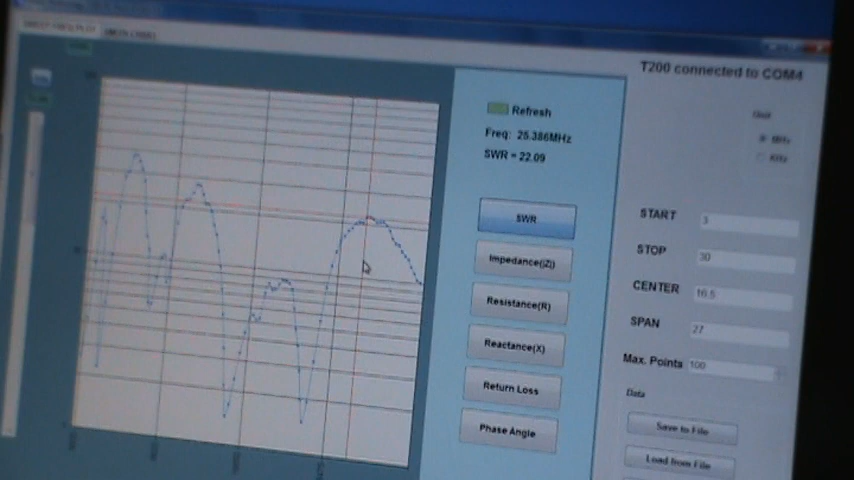 T200 connected to COM4
Refresh
Freq: 25.386MHz
SWR = 22.09
MHz
KHz
SWR
Impedance(|Z|)
Resistance(R)
Reactance(X)
Return Loss
Phase Angle
START 3
STOP 30
CENTER 16.5
SPAN 27
Max. Points 100
Data
Save to File
Load from File